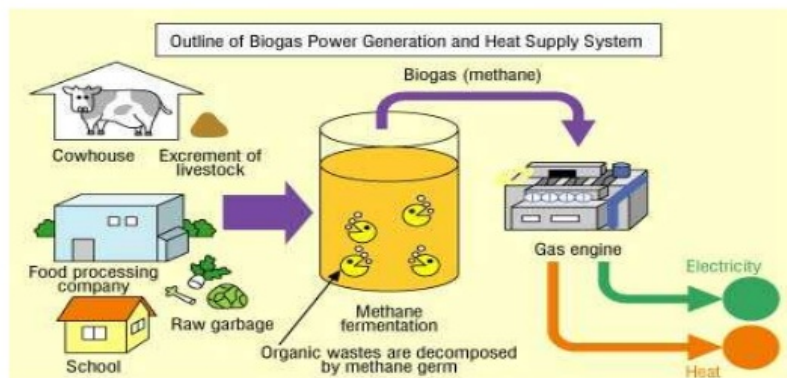 Outline of Biogas Power Generation and Heat Supply System
Biogas (methane)
Cowhouse
Excrement of
livestock
Food processing
company
Raw garbage
School
Methane
fermentation
Organic wastes are decomposed
by methane germ
Gas engine
Electricity
Heat